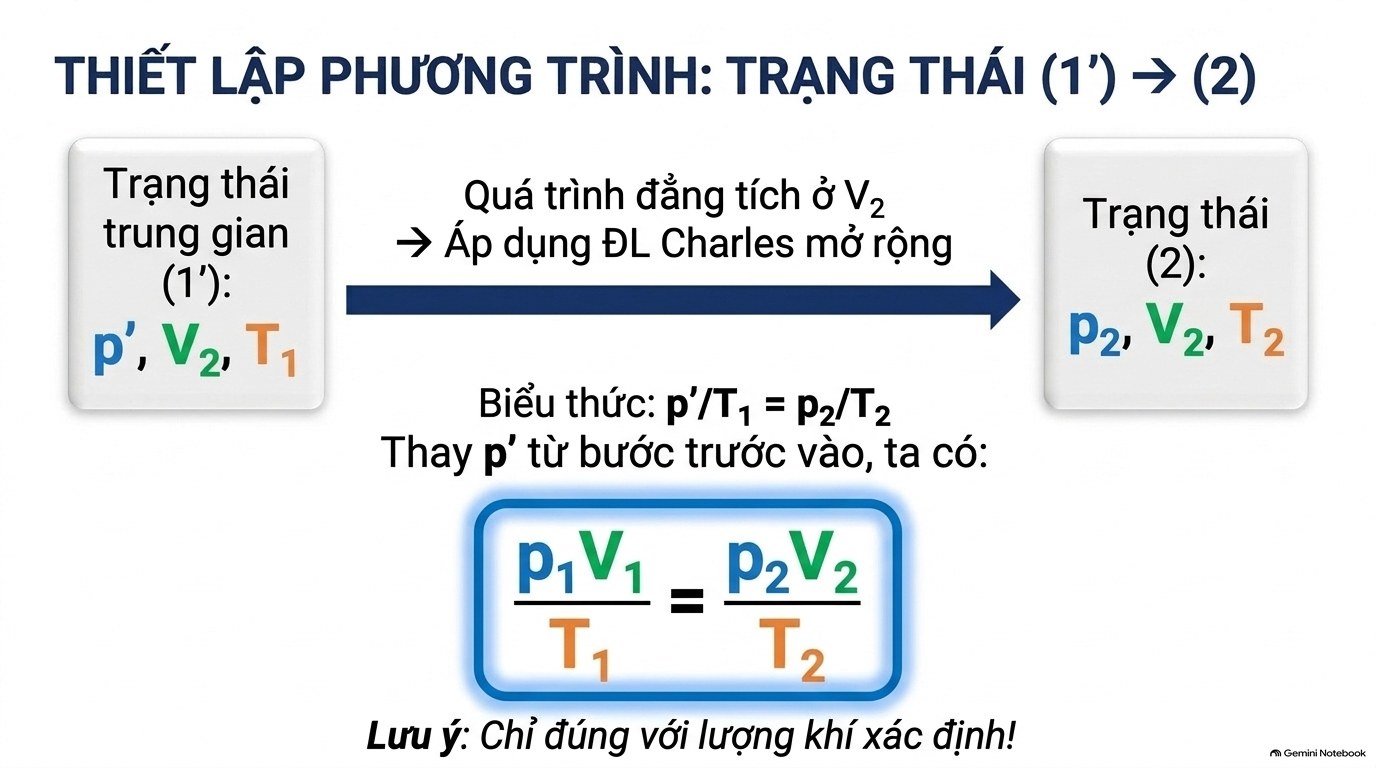 THIẾT LẬP PHƯƠNG TRÌNH: TRẠNG THÁI (1’) → (2)
Trạng thái
trung gian
(1’):
p’, V₂, T₁
Quá trình đẳng tích ở V₂
→ Áp dụng ĐL Charles mở rộng
Trạng thái
(2):
p₂, V₂, T₂
Biểu thức: p’/T₁ = p₂/T₂
Thay p’ từ bước trước vào, ta có:
p₁V₁ / T₁ = p₂V₂ / T₂
Lưu ý: Chỉ đúng với lượng khí xác định!
Gemini Notebook